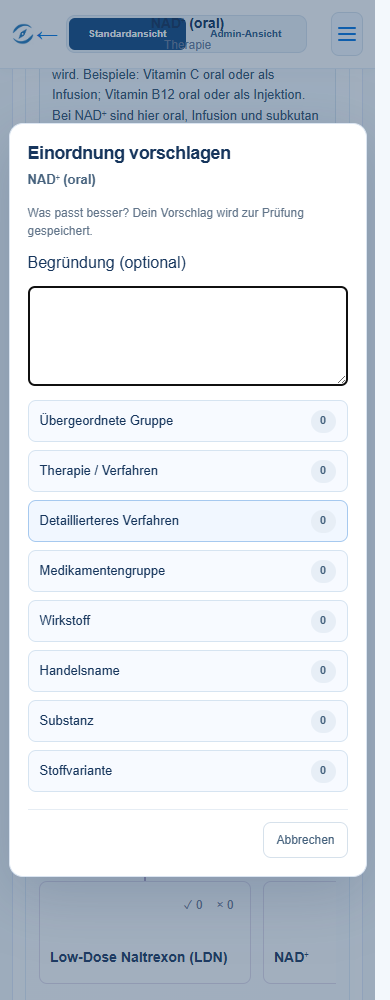 NAD⁺ (oral)
Standardansicht
Admin-Ansicht
Therapie
wird. Beispiele: Vitamin C oral oder als
Infusion; Vitamin B12 oral oder als Injektion.
Bei NAD⁺ sind hier oral, Infusion und subkutan
Einordnung vorschlagen
NAD⁺ (oral)
Was passt besser? Dein Vorschlag wird zur Prüfung
gespeichert.
Begründung (optional)
Übergeordnete Gruppe 0
Therapie / Verfahren 0
Detaillierteres Verfahren 0
Medikamentengruppe 0
Wirkstoff 0
Handelsname 0
Substanz 0
Stoffvariante 0
Abbrechen
✓ 0 × 0
Low-Dose Naltrexon (LDN)
NAD⁺